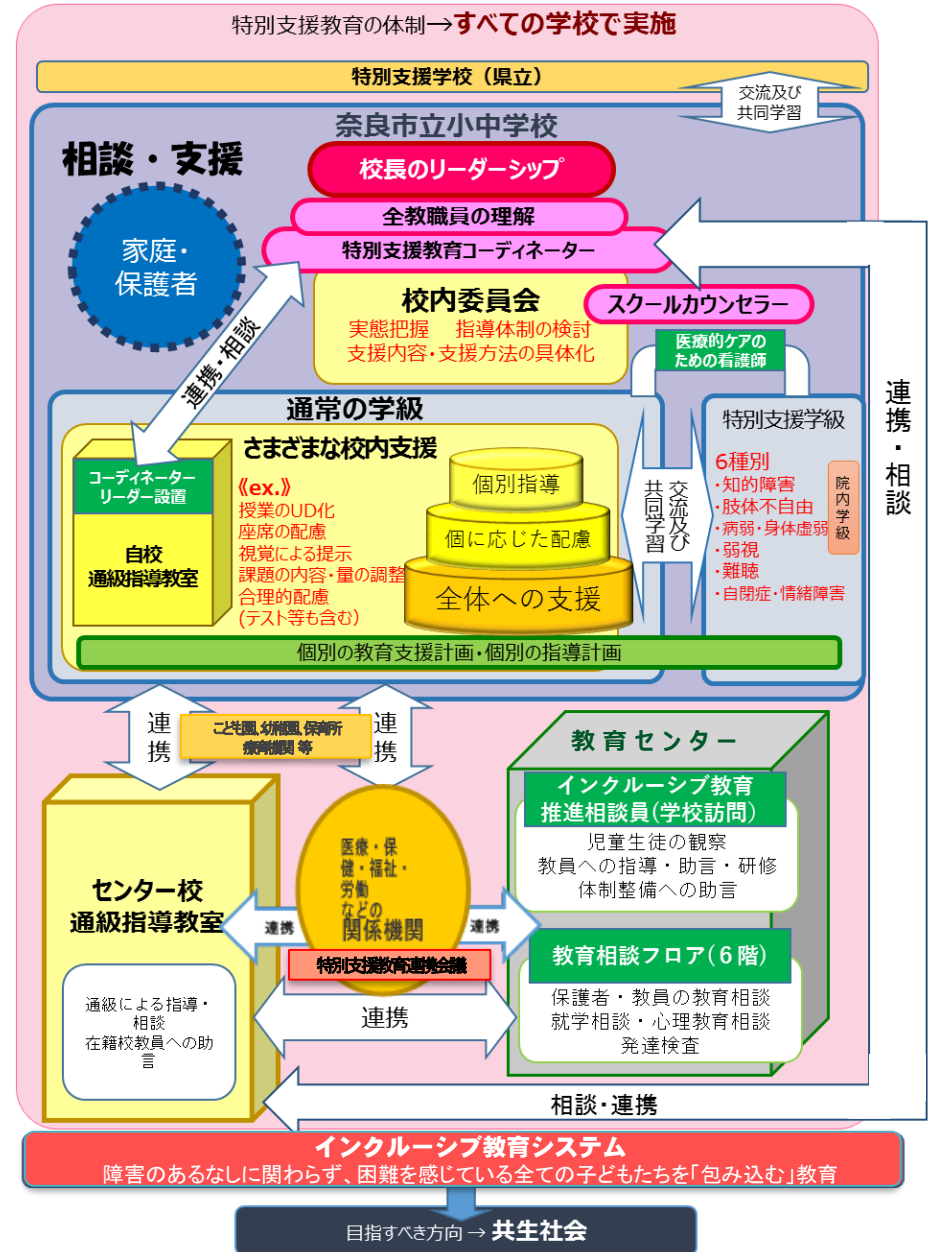 特別支援教育の体制→すべての学校で実施
特別支援学校（県立）
交流及び
共同学習
奈良市立小中学校
相談・支援
校長のリーダーシップ
全教職員の理解
特別支援教育コーディネーター
家庭・
保護者
校内委員会
実態把握　指導体制の検討
支援内容・支援方法の具体化
スクールカウンセラー
医療的ケアの
ための看護師
連携・相談
連携・相談
通常の学級
さまざまな校内支援
コーディネーター
リーダー設置
自校
通級指導教室
《ex.》
授業のUD化
座席の配慮
視覚による提示
課題の内容・量の調整
合理的配慮
(テスト等も含む）
個別指導
個に応じた配慮
全体への支援
交流及び
共同学習
特別支援学級
6種別
・知的障害
・肢体不自由
・病弱・身体虚弱
・弱視
・難聴
・自閉症・情緒障害
院内学級
個別の教育支援計画・個別の指導計画
連携
こども園、幼稚園、保育所
療育機関 等
連携
教育センター
インクルーシブ教育
推進相談員(学校訪問）
児童生徒の観察
教員への指導・助言・研修
体制整備への助言
医療・保
健・福祉・
労働
などの
関係機関
センター校
通級指導教室
連携
連携
特別支援教育連携会議
教育相談フロア(６階)
保護者・教員の教育相談
就学相談・心理教育相談
発達検査
通級による指導・
相談
在籍校教員への助
言
連携
相談・連携
インクルーシブ教育システム
障害のあるなしに関わらず、困難を感じている全ての子どもたちを「包み込む」教育
目指すべき方向 → 共生社会